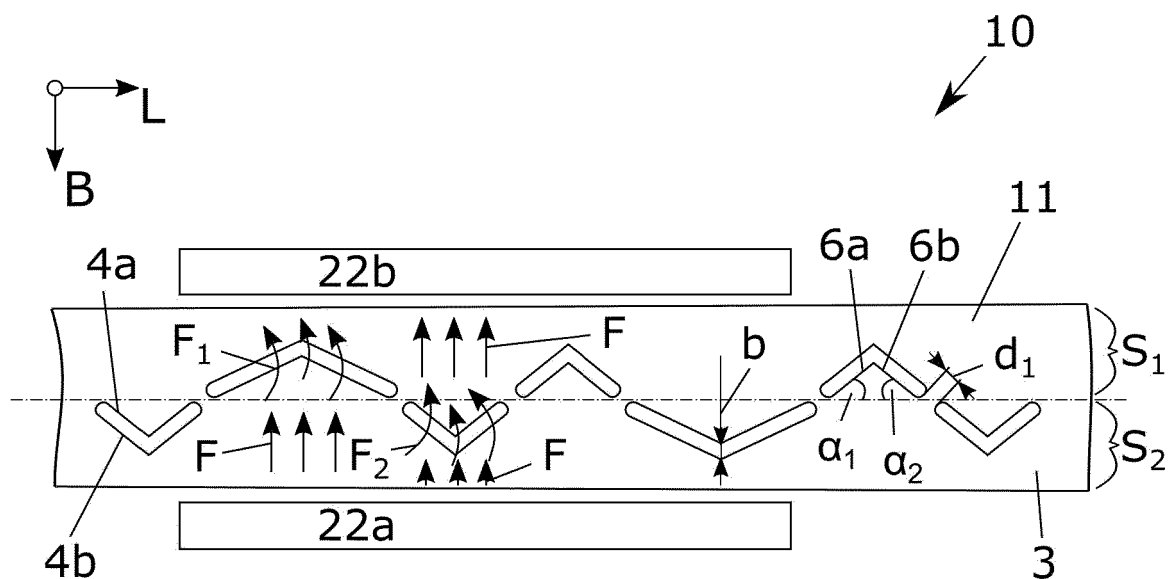 10
L
B
11
4a
22b
6a
6b
F₁
F
b
d₁
S₁
F
F₂
F
α₁
α₂
S₂
4b
22a
3